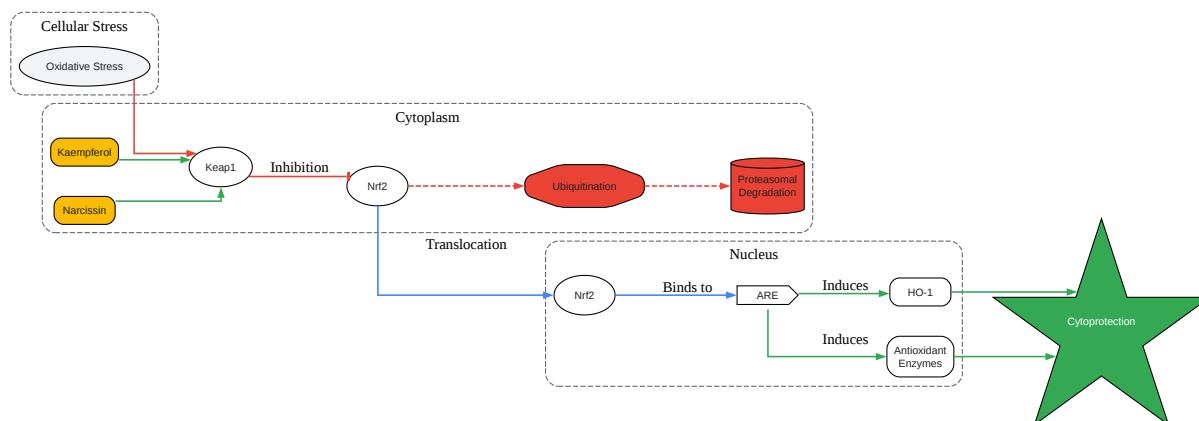 Cellular Stress
Oxidative Stress
Cytoplasm
Kaempferol
Keap1
Inhibition
Nrf2
Ubiquitination
Proteasomal
Degradation
Narcissin
Translocation
Nucleus
Nrf2
Binds to
ARE
Induces
HO-1
Cytoprotection
Induces
Antioxidant
Enzymes